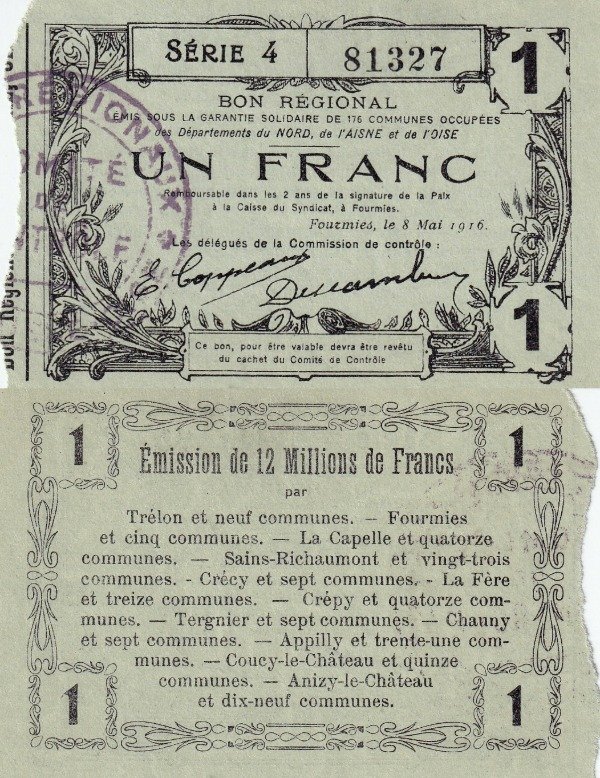 SÉRIE 4 81327 1
BON RÉGIONAL
ÉMIS SOUS LA GARANTIE SOLIDAIRE DE 176 COMMUNES OCCUPÉES
des Départements du NORD, de l'AISNE et de l'OISE
UN FRANC
Remboursable dans les 2 ans de la signature de la Paix
à la Caisse du Syndicat, à Fourmies.
Fourmies, le 8 Mai 1916.
Les délégués de la Commission de contrôle :
E. Coppeaux
1
Ce bon, pour être valable devra être revêtu
du cachet du Comité de Contrôle
Bon Région
1 1
Émission de 12 Millions de Francs
par
Trélon et neuf communes. — Fourmies
et cinq communes. — La Capelle et quatorze
communes. — Sains-Richaumont et vingt-trois
communes. - Crécy et sept communes. - La Fère
et treize communes. — Crépy et quatorze com-
munes. — Tergnier et sept communes. — Chauny
et sept communes. — Appilly et trente-une com-
munes. — Coucy-le-Château et quinze
communes. — Anizy-le-Château
et dix-neuf communes.
1 1